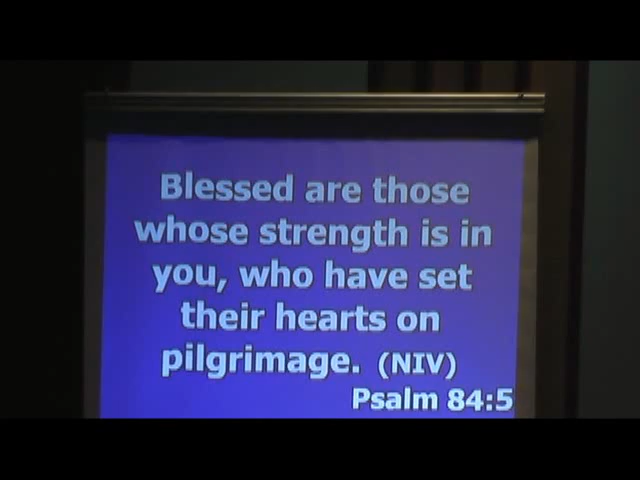 Blessed are those
whose strength is in
you, who have set
their hearts on
pilgrimage. (NIV)
Psalm 84:5